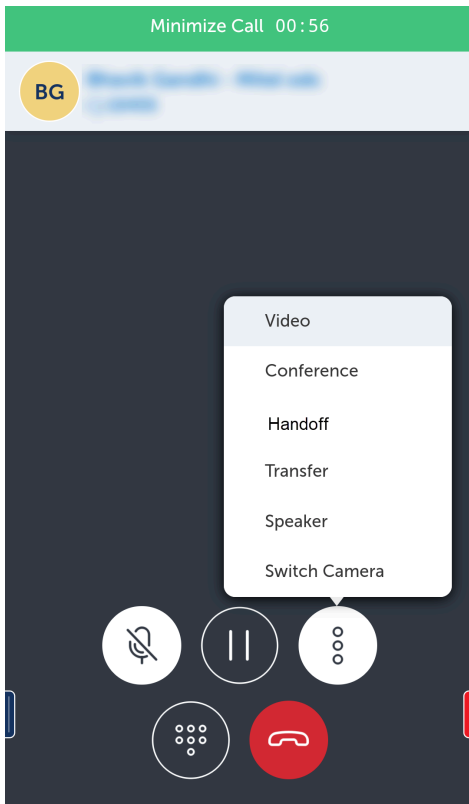 Minimize Call 00:56
BG
Video
Conference
Handoff
Transfer
Speaker
Switch Camera